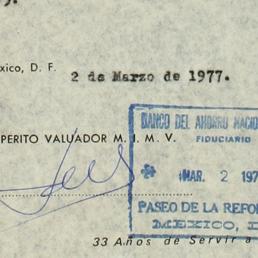 xico, D. F.
2 de Marzo de 1977.
PERITO VALUADOR M. I. M. V.
BANCO DEL AHORRO NACIO
FIDUCIARIO
MAR. 2 197
PASEO DE LA REFOR
MEXICO, D
33 Años de Servir a